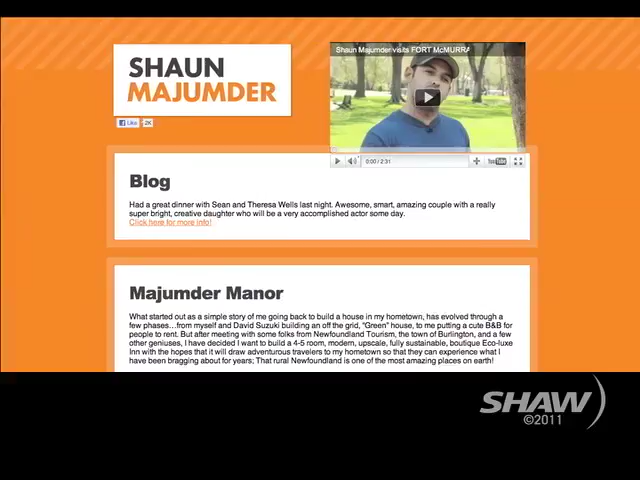 SHAUN
MAJUMDER
Like 2K
Shaun Majumder visits FORT McMURRA
0:00 / 2:31
YouTube
Blog
Had a great dinner with Sean and Theresa Wells last night. Awesome, smart, amazing couple with a really
super bright, creative daughter who will be a very accomplished actor some day.
Click here for more info!
Majumder Manor
What started out as a simple story of me going back to build a house in my hometown, has evolved through a
few phases...from myself and David Suzuki building an off the grid, "Green" house, to me putting a cute B&B for
people to rent. But after meeting with some folks from Newfoundland Tourism, the town of Burlington, and a few
other geniuses, I have decided I want to build a 4-5 room, modern, upscale, fully sustainable, boutique Eco-luxe
Inn with the hopes that it will draw adventurous travelers to my hometown so that they can experience what I
have been bragging about for years; That rural Newfoundland is one of the most amazing places on earth!
SHAW
©2011